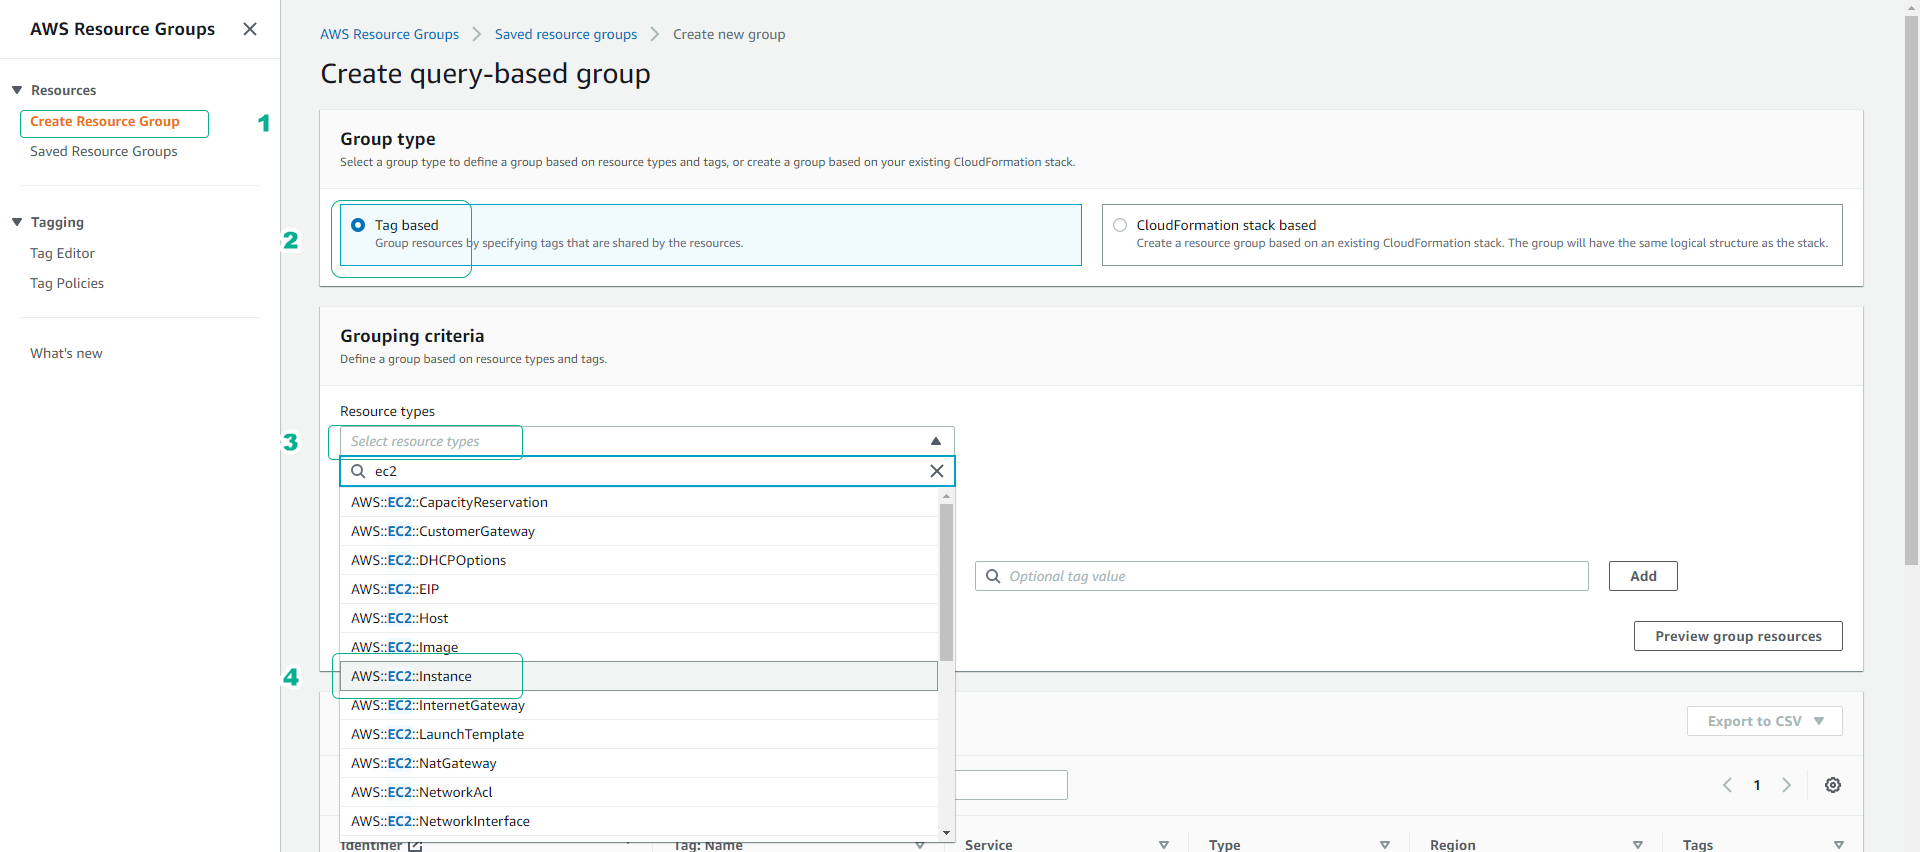 AWS Resource Groups
Resources
Create Resource Group
1
Saved Resource Groups
Tagging
Tag Editor
Tag Policies
What's new
AWS Resource Groups > Saved resource groups > Create new group
Create query-based group
Group type
Select a group type to define a group based on resource types and tags, or create a group based on your existing CloudFormation stack.
2
Tag based
Group resources by specifying tags that are shared by the resources.
CloudFormation stack based
Create a resource group based on an existing CloudFormation stack. The group will have the same logical structure as the stack.
Grouping criteria
Define a group based on resource types and tags.
Resource types
3
Select resource types
ec2
AWS::EC2::CapacityReservation
AWS::EC2::CustomerGateway
AWS::EC2::DHCPOptions
AWS::EC2::EIP
AWS::EC2::Host
AWS::EC2::Image
4
AWS::EC2::Instance
AWS::EC2::InternetGateway
AWS::EC2::LaunchTemplate
AWS::EC2::NatGateway
AWS::EC2::NetworkAcl
AWS::EC2::NetworkInterface
Optional tag value
Add
Preview group resources
Export to CSV
1
Identifier
Tag: Name
Service
Type
Region
Tags